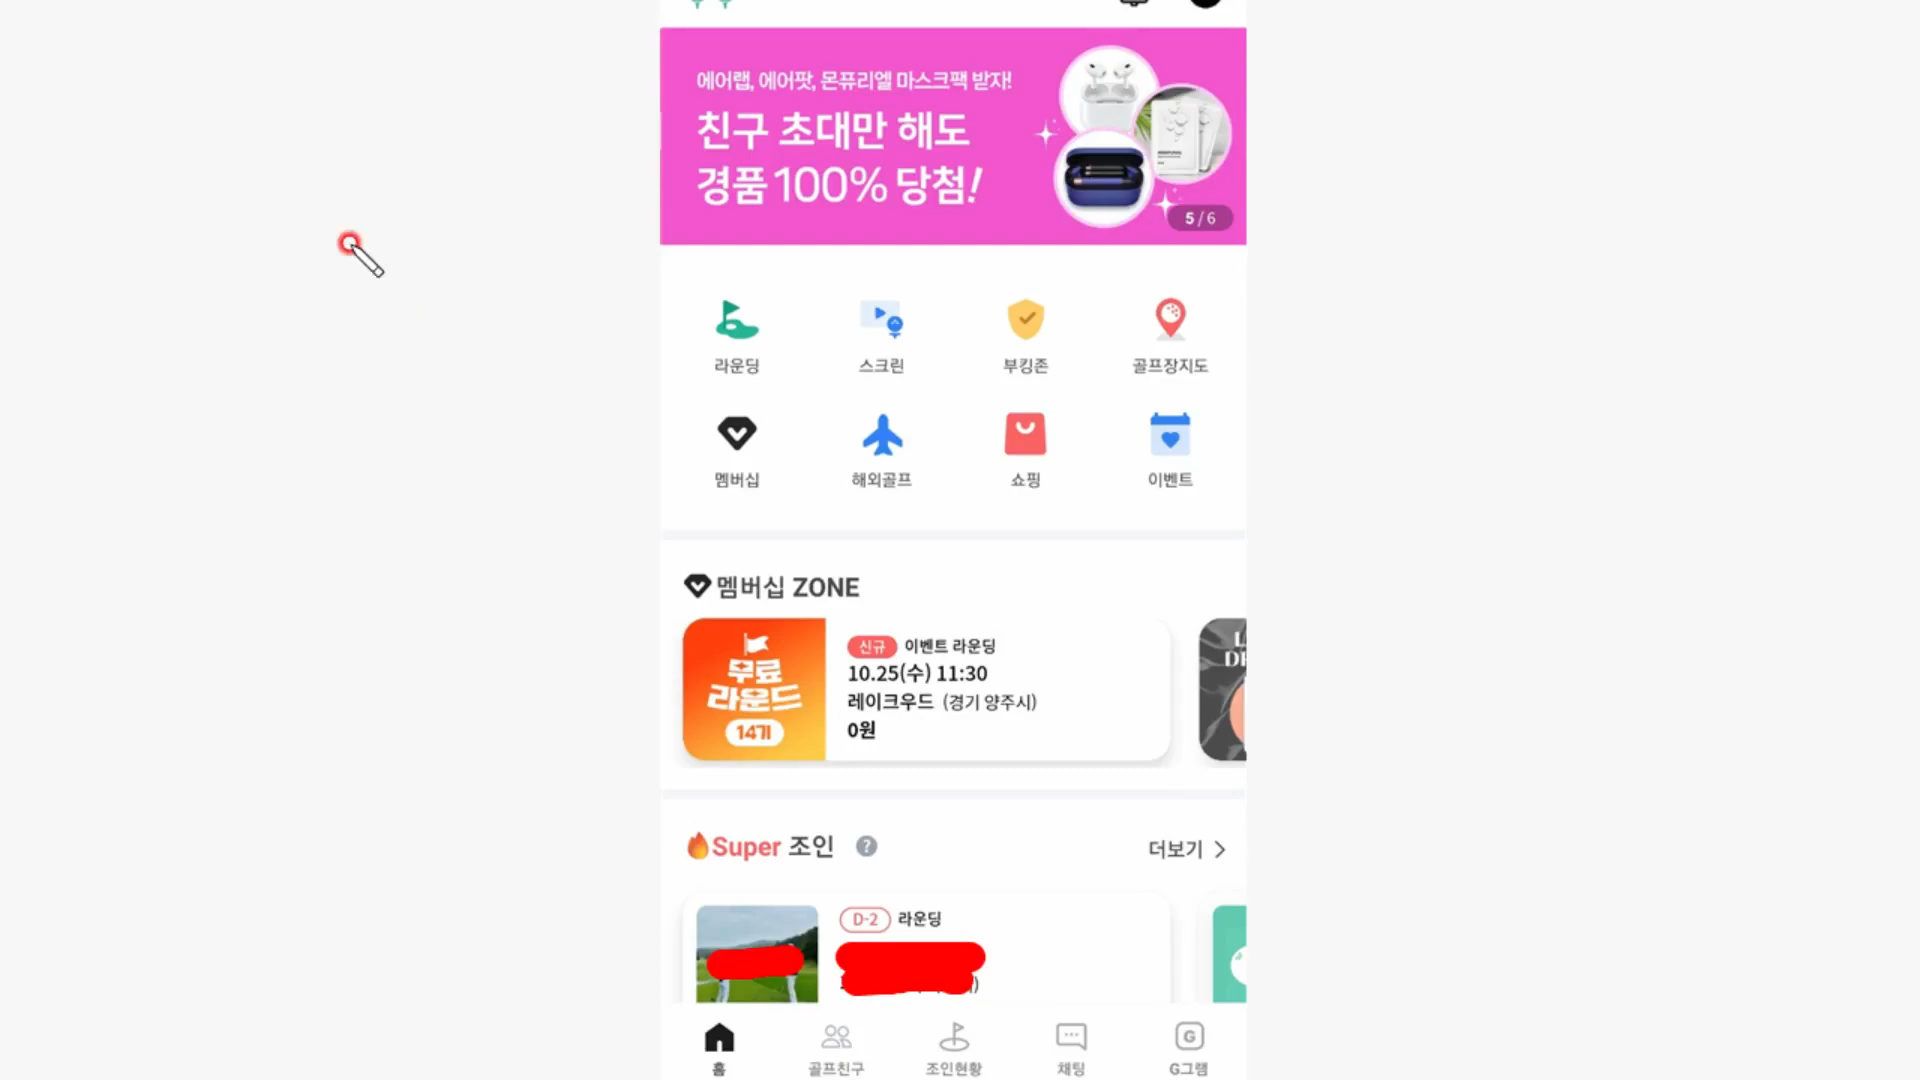 에어랩, 에어팟, 몬퓨리엘 마스크팩 받자!
친구 초대만 해도
경품 100% 당첨!
5 / 6
라운딩
스크린
부킹존
골프장지도
멤버십
해외골프
쇼핑
이벤트
멤버십 ZONE
무료
라운드
14기
신규 이벤트 라운딩
10.25(수) 11:30
레이크우드 (경기 양주시)
0원
Super 조인 ?
더보기 >
D-2 라운딩
홈
골프친구
조인현황
채팅
G
G그램